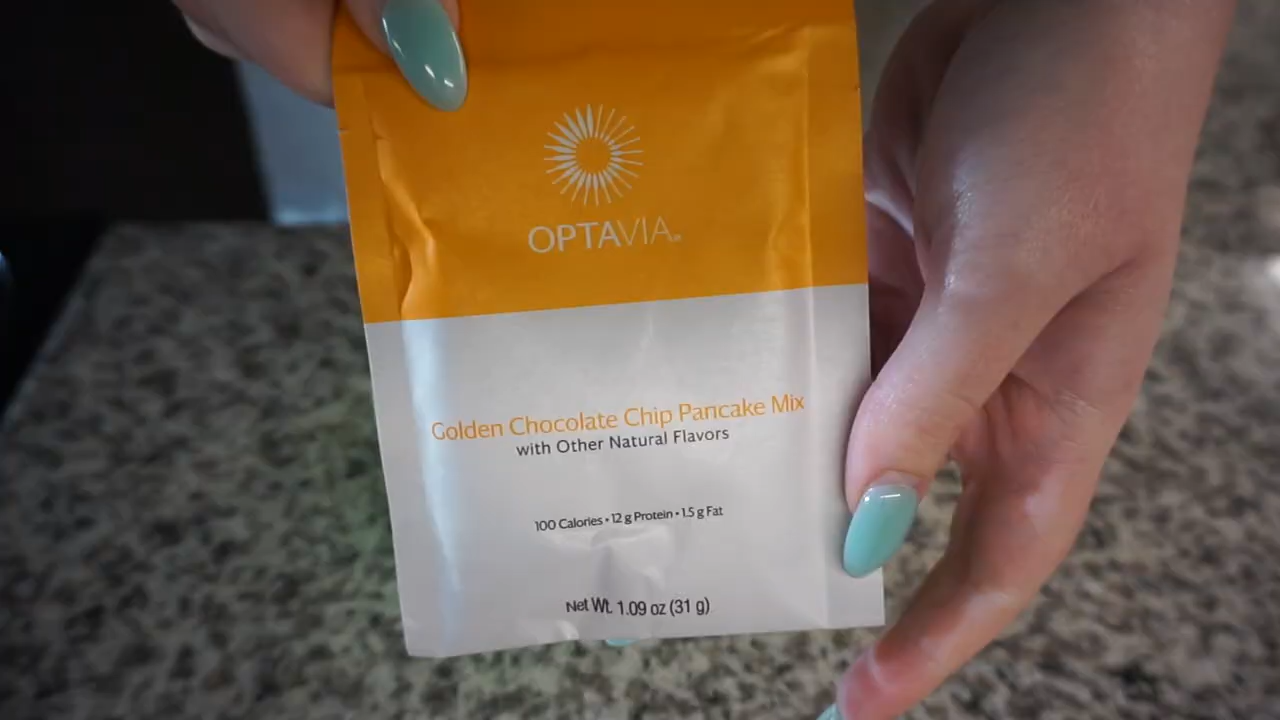 OPTAVIA
Golden Chocolate Chip Pancake Mix
with Other Natural Flavors
100 Calories • 12 g Protein • 1.5 g Fat
Net Wt. 1.09 oz (31 g)